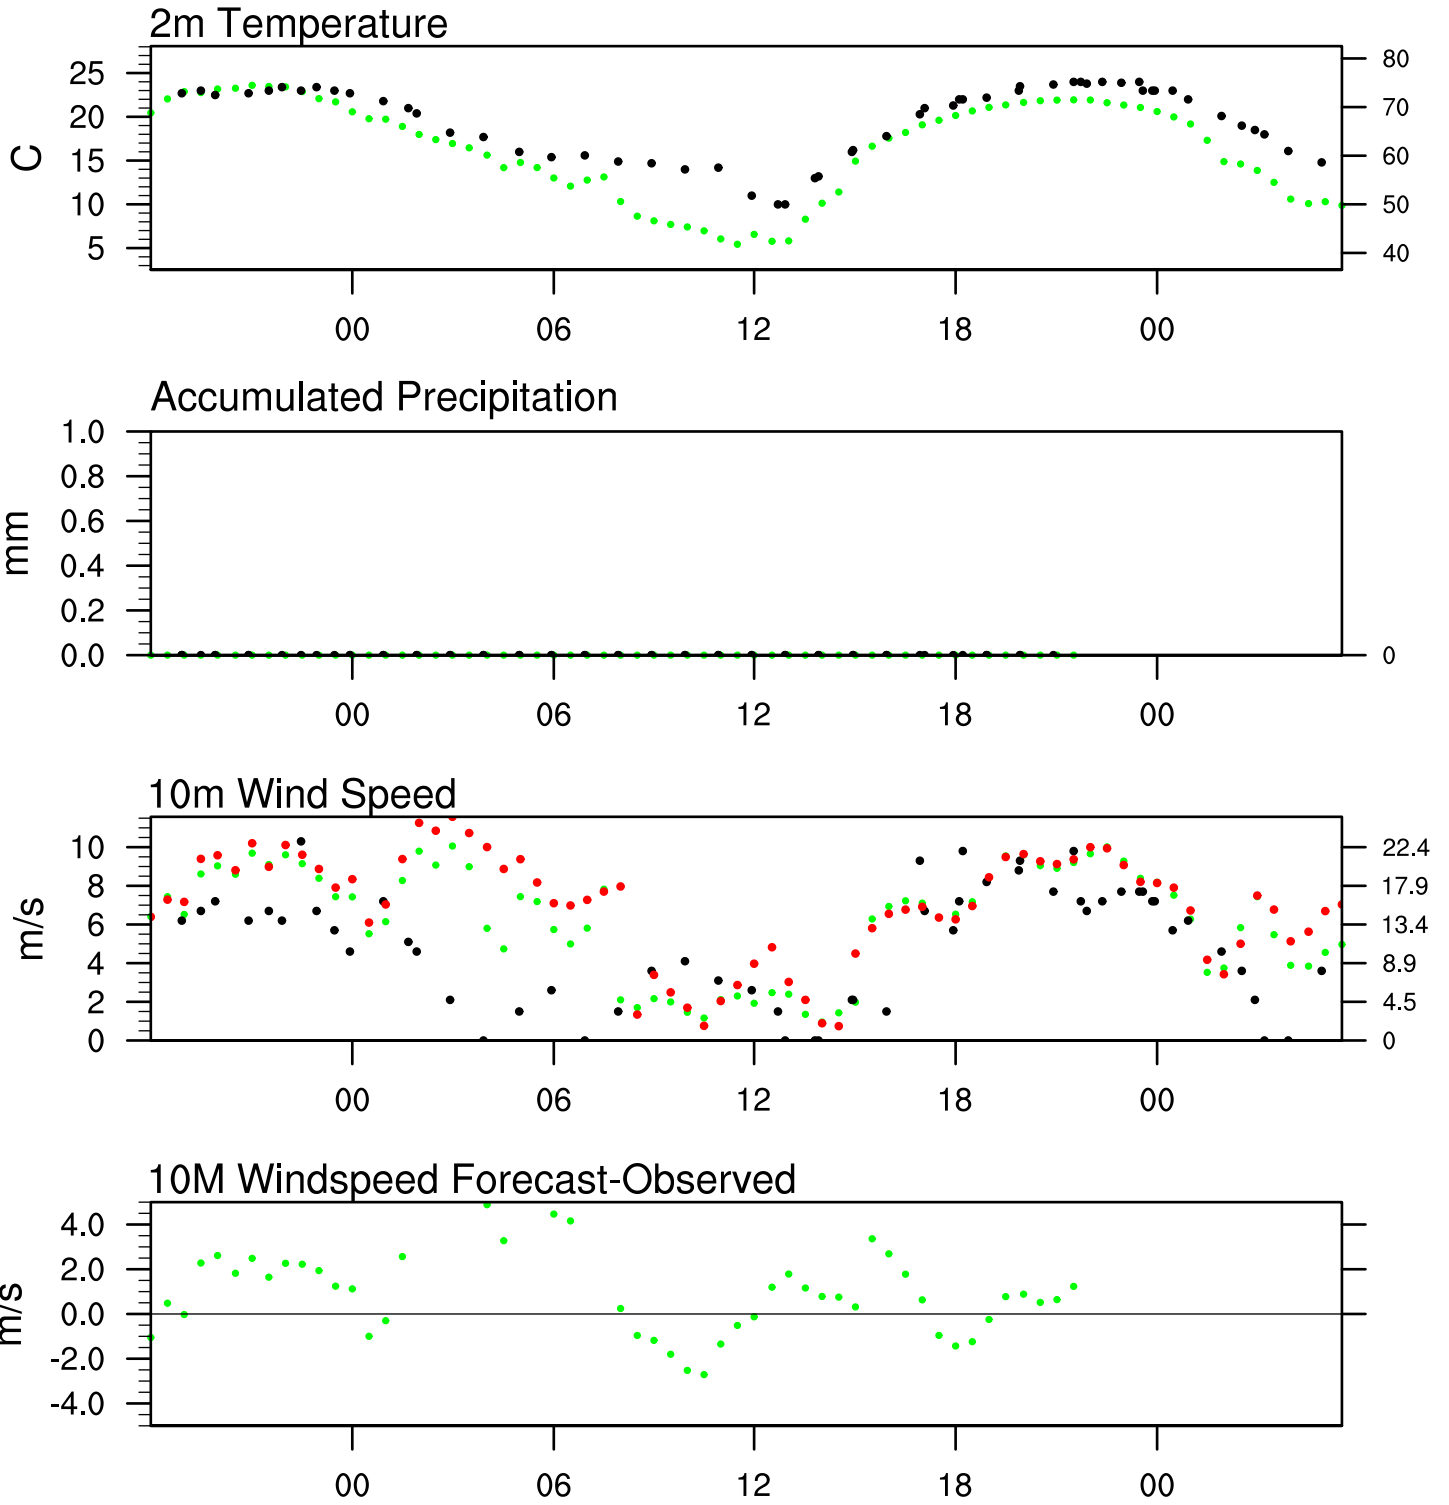 2m Temperature
25 80
20 70
15 60
10 50
5 40
C
00 06 12 18 00
Accumulated Precipitation
1.0
0.8
0.6
0.4
0.2
0.0 0
mm
00 06 12 18 00
10m Wind Speed
10 22.4
8 17.9
6 13.4
4 8.9
2 4.5
0 0
m/s
00 06 12 18 00
10M Windspeed Forecast-Observed
4.0
2.0
0.0
-2.0
-4.0
m/s
00 06 12 18 00